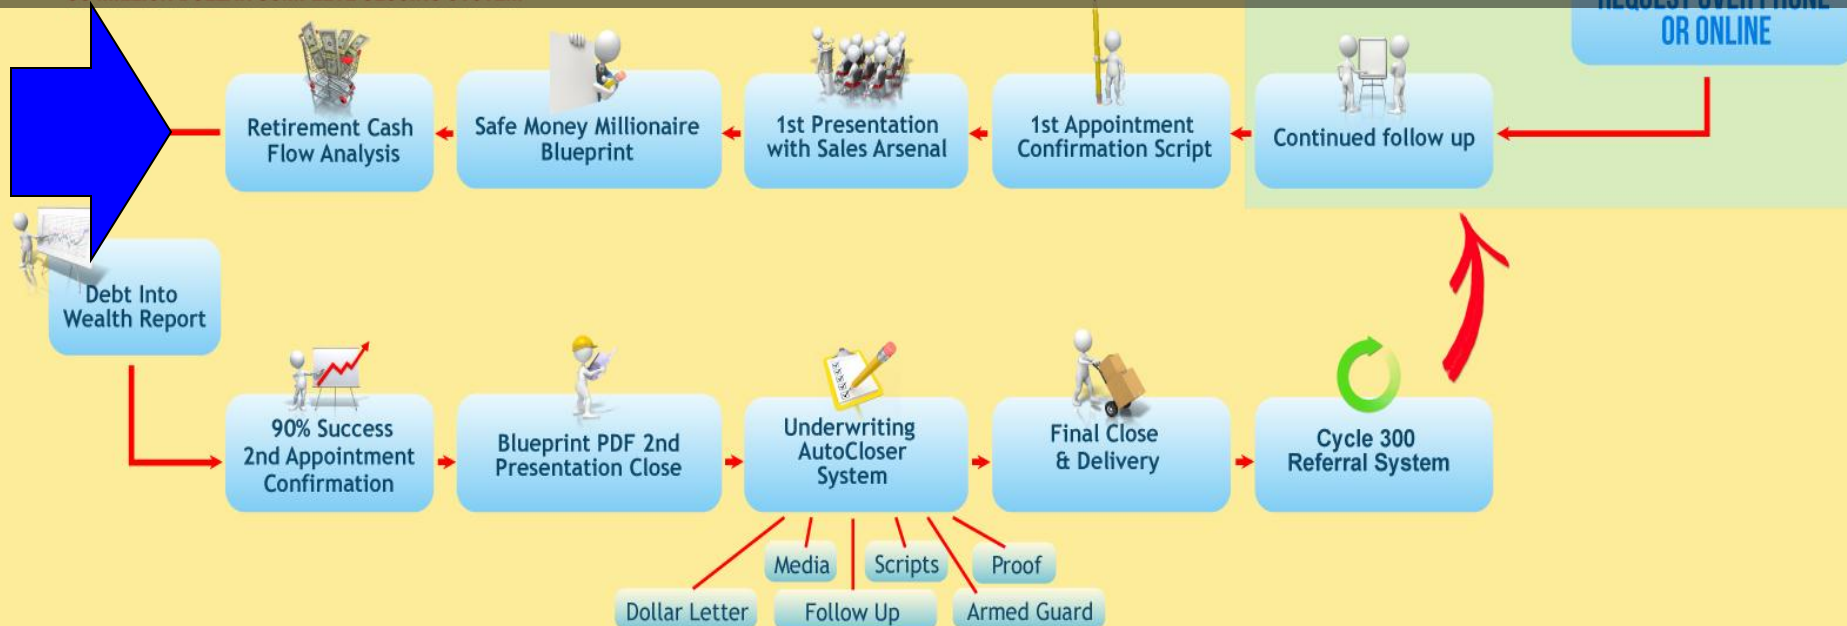 OR ONLINE
Retirement Cash
Flow Analysis
Safe Money Millionaire
Blueprint
1st Presentation
with Sales Arsenal
1st Appointment
Confirmation Script
Continued follow up
Debt Into
Wealth Report
90% Success
2nd Appointment
Confirmation
Blueprint PDF 2nd
Presentation Close
Underwriting
AutoCloser
System
Final Close
& Delivery
Cycle 300
Referral System
Media
Scripts
Proof
Dollar Letter
Follow Up
Armed Guard